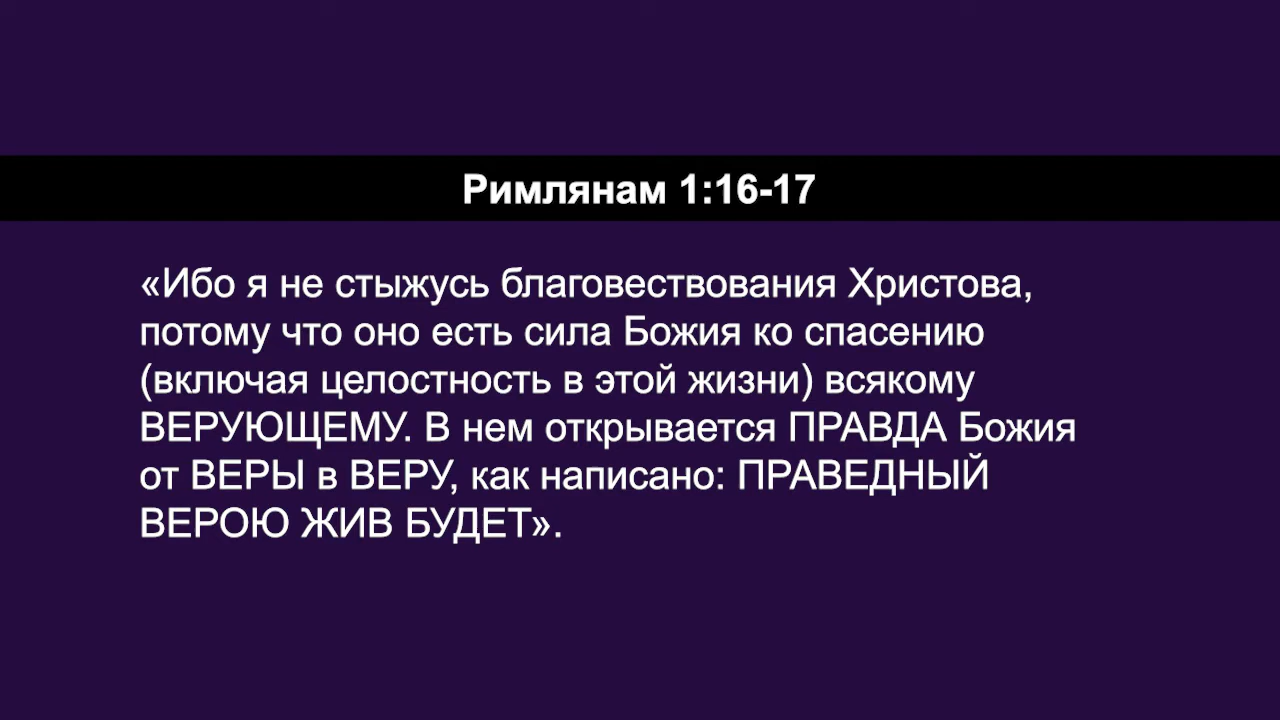 Римлянам 1:16-17
«Ибо я не стыжусь благовествования Христова,
потому что оно есть сила Божия ко спасению
(включая целостность в этой жизни) всякому
ВЕРУЮЩЕМУ. В нем открывается ПРАВДА Божия
от ВЕРЫ в ВЕРУ, как написано: ПРАВЕДНЫЙ
ВЕРОЮ ЖИВ БУДЕТ».